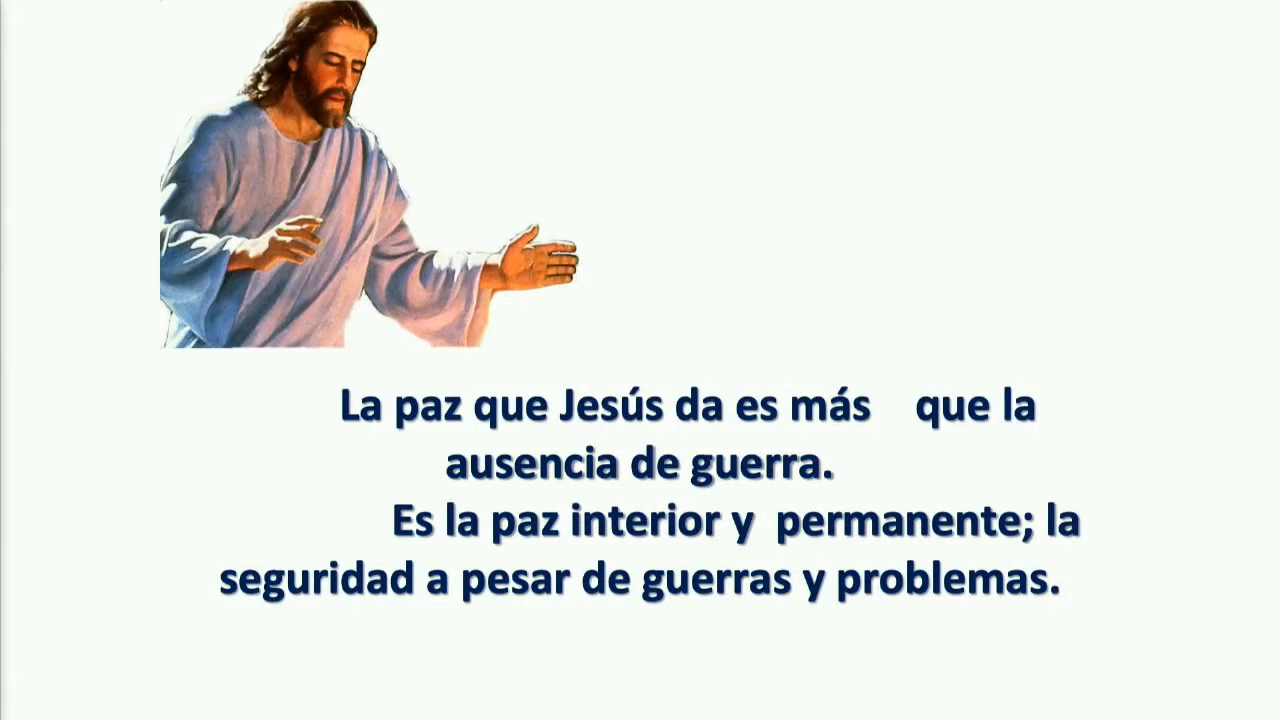 La paz que Jesús da es más que la
ausencia de guerra.
Es la paz interior y permanente; la
seguridad a pesar de guerras y problemas.